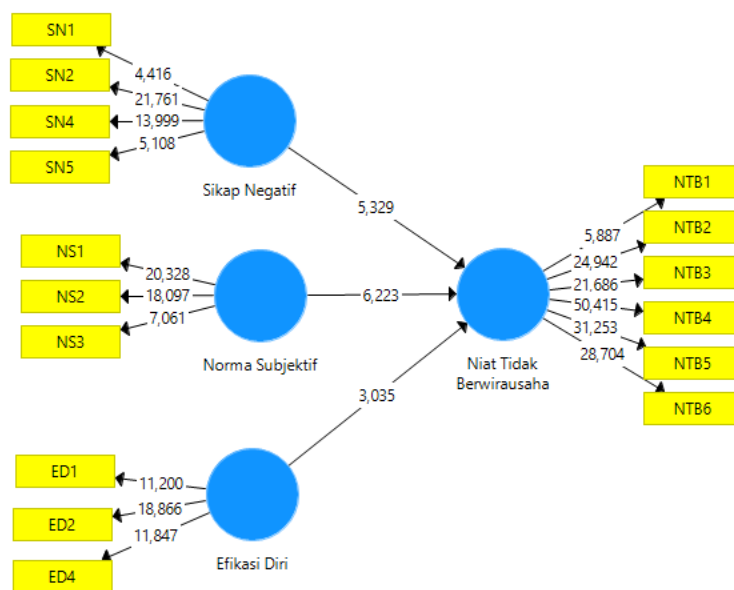 SN1
4,416
SN2
21,761
SN4
13,999
5,108
SN5
Sikap Negatif
5,329
NS1
20,328
NS2
18,097
7,061
NS3
Norma Subjektif
6,223
ED1
11,200
ED2
18,866
11,847
ED4
Efikasi Diri
3,035
Niat Tidak
Berwirausaha
NTB1
5,887
NTB2
24,942
NTB3
21,686
50,415
NTB4
31,253
NTB5
28,704
NTB6